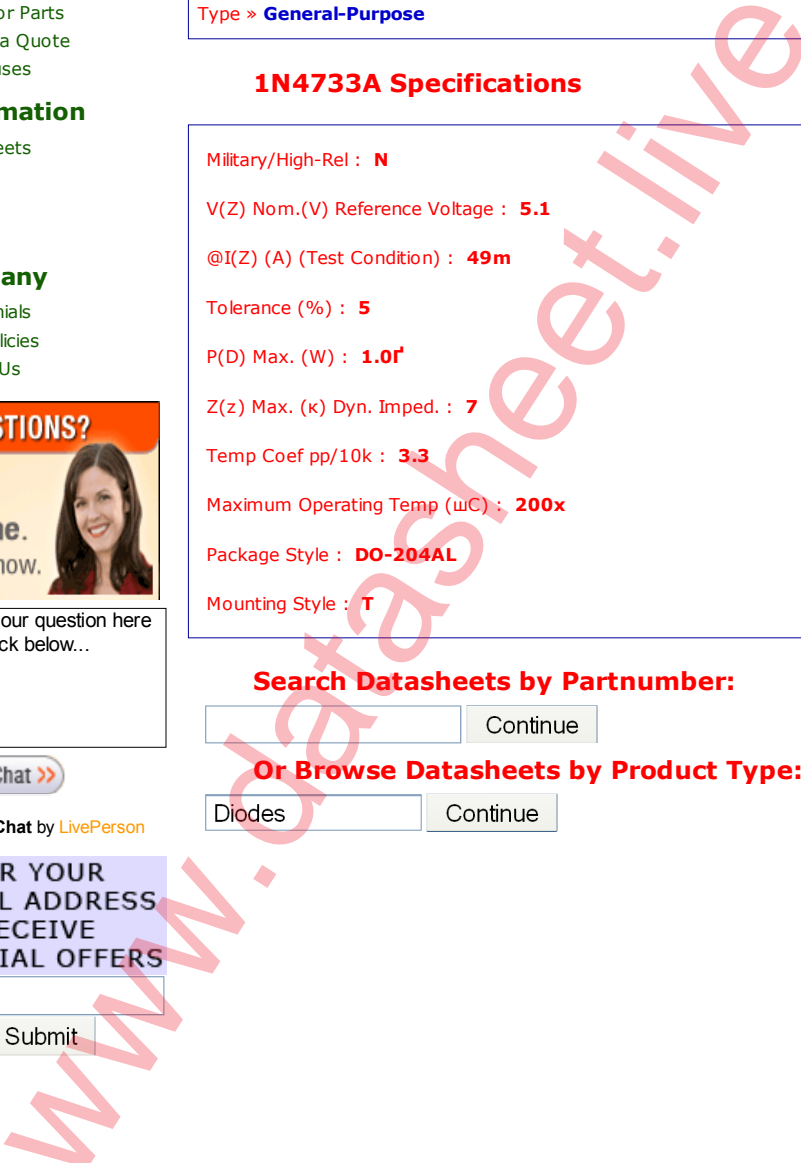 or Parts
a Quote
uses
mation
eets
any
nials
licies
Us
STIONS?
ne.
now.
our question here
ck below...
hat >>
Chat by LivePerson
R YOUR
L ADDRESS
ECEIVE
IAL OFFERS
Submit
Type » General-Purpose
1N4733A Specifications
Military/High-Rel : N
V(Z) Nom.(V) Reference Voltage : 5.1
@I(Z) (A) (Test Condition) : 49m
Tolerance (%) : 5
P(D) Max. (W) : 1.0Ґ
Z(z) Max. (к) Dyn. Imped. : 7
Temp Coef pp/10k : 3.3
Maximum Operating Temp (шC) : 200x
Package Style : DO-204AL
Mounting Style : T
Search Datasheets by Partnumber:
Continue
Or Browse Datasheets by Product Type:
Diodes Continue
www.datasheet.live